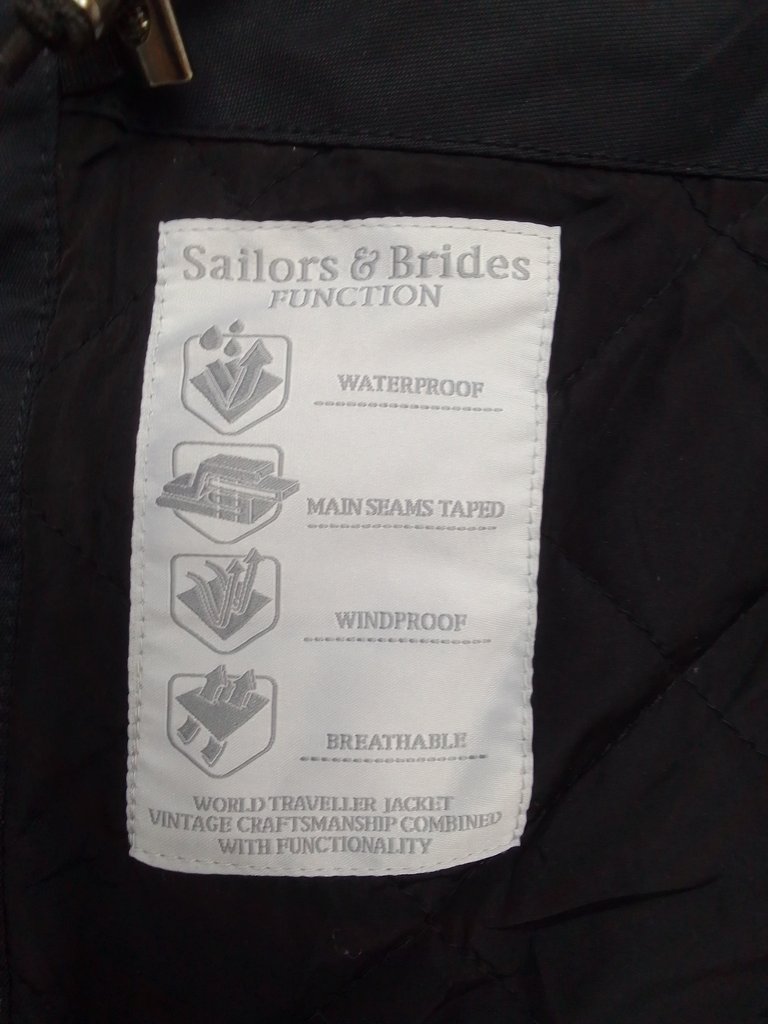 Sailors & Brides
FUNCTION
WATERPROOF
MAIN SEAMS TAPED
WINDPROOF
BREATHABLE
WORLD TRAVELLER JACKET
VINTAGE CRAFTSMANSHIP COMBINED
WITH FUNCTIONALITY